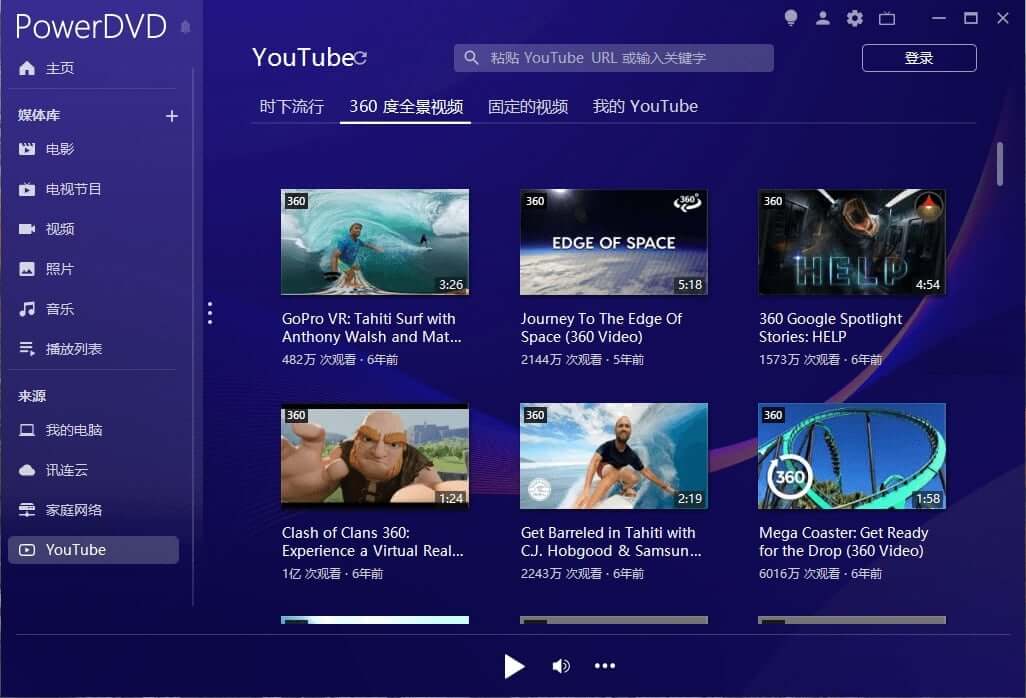 PowerDVD
主页
媒体库
+
电影
电视节目
视频
照片
音乐
播放列表
来源
我的电脑
讯连云
家庭网络
YouTube
YouTube
粘贴 YouTube URL 或输入关键字
登录
时下流行 360 度全景视频 固定的视频 我的 YouTube
360
3:26
GoPro VR: Tahiti Surf with
Anthony Walsh and Mat...
482万 次观看 · 6年前
360
360°
EDGE OF SPACE
5:18
Journey To The Edge Of
Space (360 Video)
2144万 次观看 · 5年前
360
HELP
4:54
360 Google Spotlight
Stories: HELP
1573万 次观看 · 6年前
360
1:24
Clash of Clans 360:
Experience a Virtual Real...
1亿 次观看 · 6年前
360
2:19
Get Barreled in Tahiti with
C.J. Hobgood & Samsun...
2243万 次观看 · 6年前
360
360
1:58
Mega Coaster: Get Ready
for the Drop (360 Video)
6016万 次观看 · 6年前